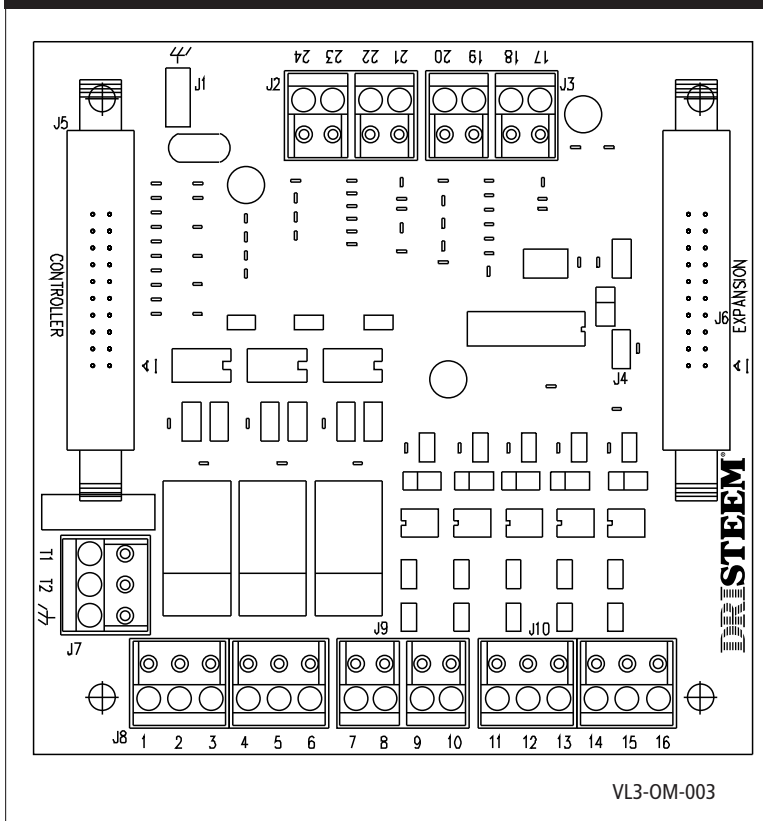 24 23 22 21 20 19 18 17
J1
J2
J3
J5
CONTROLLER
1
EXPANSION
J6
1
J4
DRISTEEM®
T1
T2
J7
J9
J10
J8
1 2 3 4 5 6 7 8 9 10 11 12 13 14 15 16
VL3-OM-003